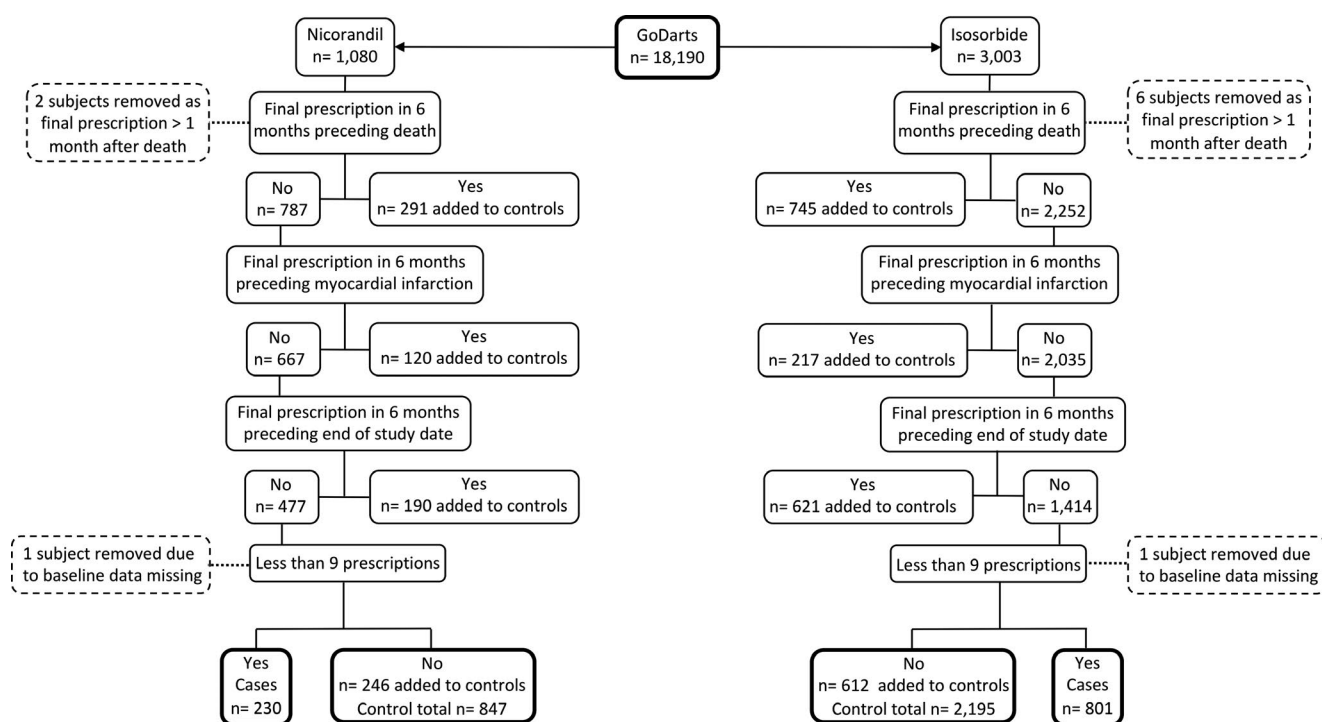 Nicorandil
n= 1,080
GoDarts
n= 18,190
Isosorbide
n= 3,003
2 subjects removed as
final prescription > 1
month after death
Final prescription in 6
months preceding death
Final prescription in 6
months preceding death
6 subjects removed as
final prescription > 1
month after death
No
n= 787
Yes
n= 291 added to controls
Yes
n= 745 added to controls
No
n= 2,252
Final prescription in 6 months
preceding myocardial infarction
Final prescription in 6 months
preceding myocardial infarction
No
n= 667
Yes
n= 120 added to controls
Yes
n= 217 added to controls
No
n= 2,035
Final prescription in 6 months
preceding end of study date
Final prescription in 6 months
preceding end of study date
No
n= 477
Yes
n= 190 added to controls
Yes
n= 621 added to controls
No
n= 1,414
1 subject removed due
to baseline data missing
Less than 9 prescriptions
Less than 9 prescriptions
1 subject removed due
to baseline data missing
Yes
Cases
n= 230
No
n= 246 added to controls
Control total n= 847
No
n= 612 added to controls
Control total n= 2,195
Yes
Cases
n= 801